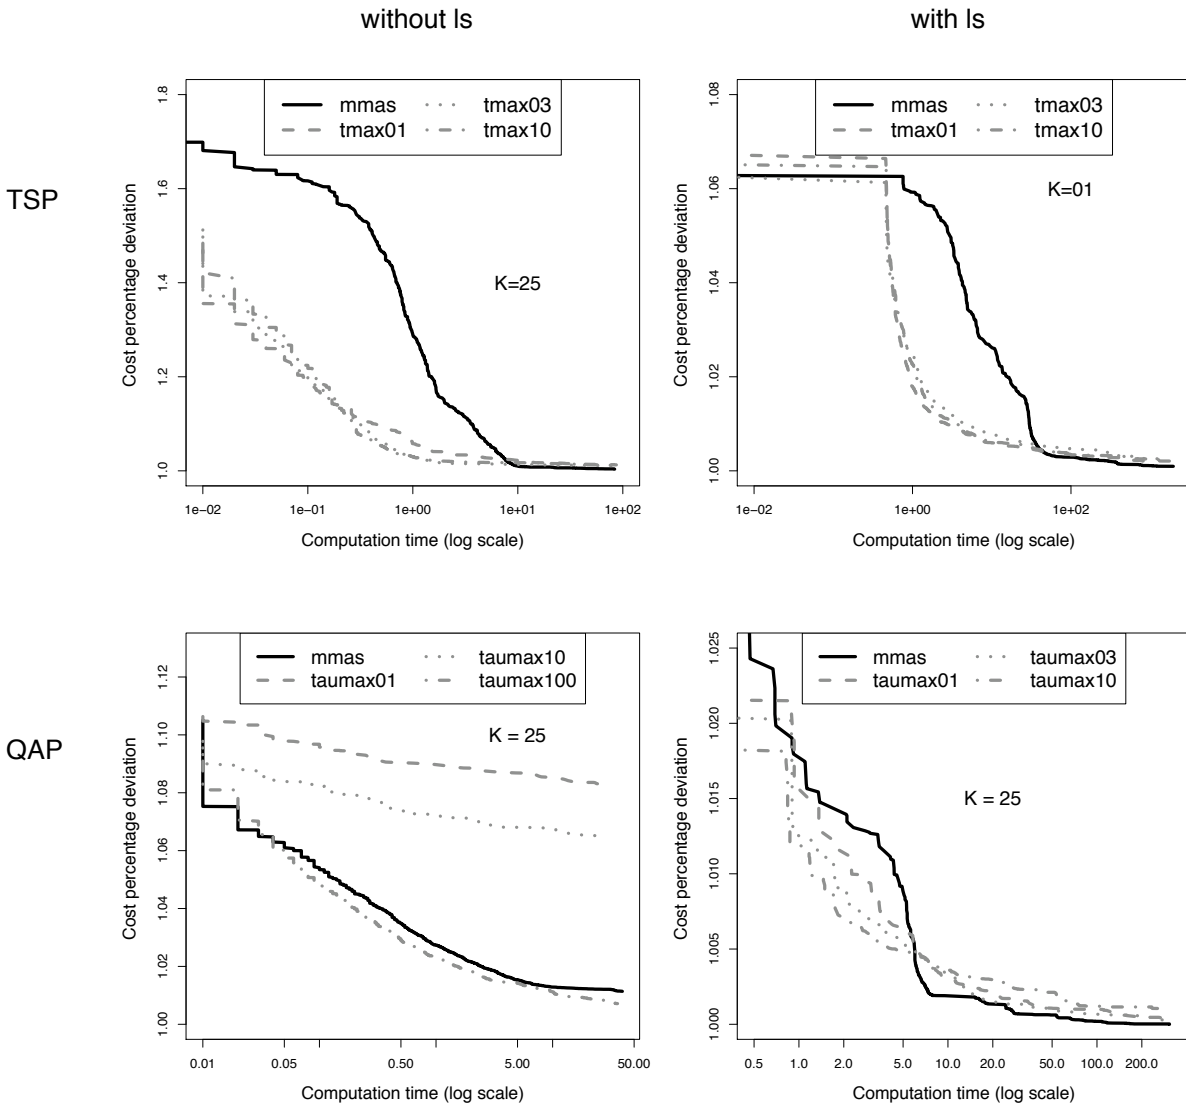 without ls
with ls
TSP
QAP
mmas
tmax01
tmax03
tmax10
K=25
Cost percentage deviation
1.0
1.2
1.4
1.6
1.8
1e−02
1e−01
1e+00
1e+01
1e+02
Computation time (log scale)
mmas
tmax01
tmax03
tmax10
K=01
Cost percentage deviation
1.00
1.02
1.04
1.06
1.08
1e−02
1e+00
1e+02
Computation time (log scale)
mmas
taumax01
taumax10
taumax100
K = 25
Cost percentage deviation
1.00
1.02
1.04
1.06
1.08
1.10
1.12
0.01
0.05
0.50
5.00
50.00
Computation time (log scale)
mmas
taumax01
taumax03
taumax10
K = 25
Cost percentage deviation
1.000
1.005
1.010
1.015
1.020
1.025
0.5
1.0
2.0
5.0
10.0
20.0
50.0
100.0
200.0
Computation time (log scale)